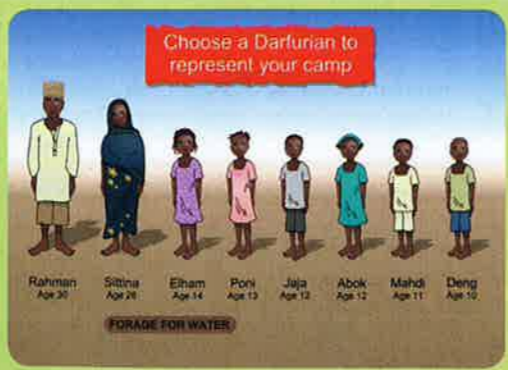 Choose a Darfurian to
represent your camp
Rahman Sittina Elham Poni Jaja Abok Mahdi Deng
Age 30 Age 26 Age 14 Age 13 Age 12 Age 12 Age 11 Age 10
FORAGE FOR WATER